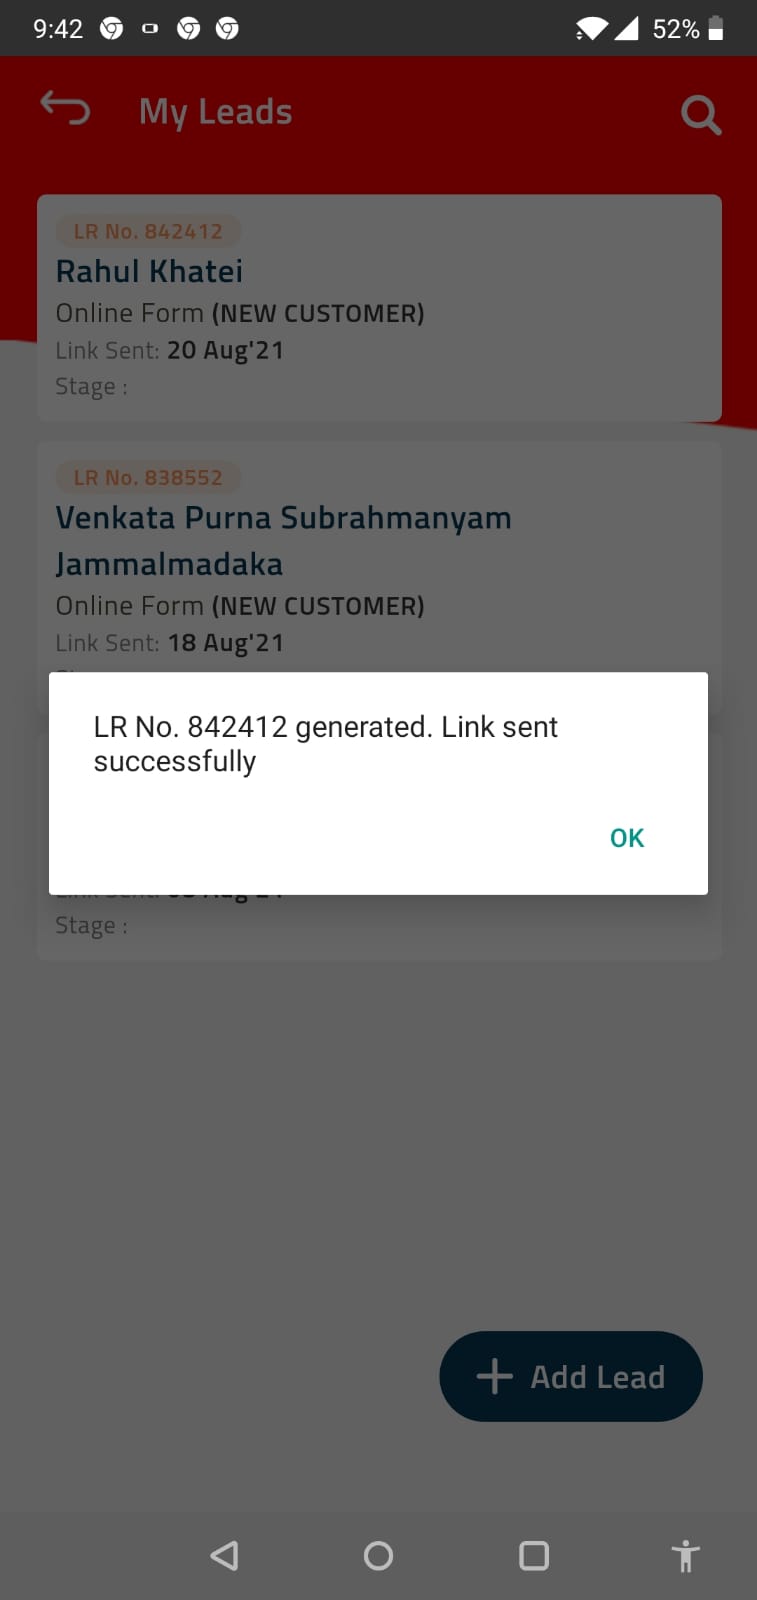 9:42
52%
My Leads
LR No. 842412
Rahul Khatei
Online Form (NEW CUSTOMER)
Link Sent: 20 Aug'21
Stage :
LR No. 838552
Venkata Purna Subrahmanyam
Jammalmadaka
Online Form (NEW CUSTOMER)
Link Sent: 18 Aug'21
LR No. 842412 generated. Link sent
successfully
OK
Stage :
Add Lead